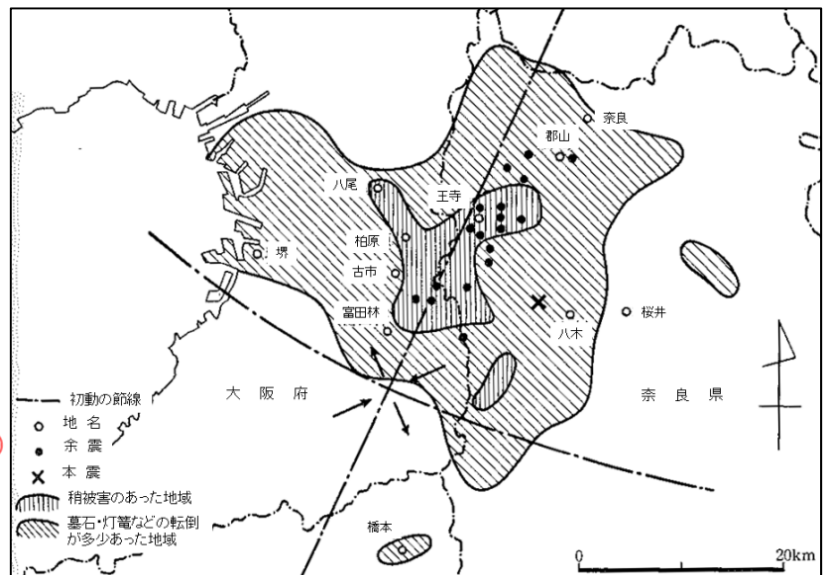 奈良
郡山
八尾
王寺
柏原
堺
古市
富田林
八木
桜井
大阪府
奈良県
初動の節線
地名
余震
本震
稍被害のあった地域
墓石・灯篭などの転倒
が多少あった地域
橋本
0
20km